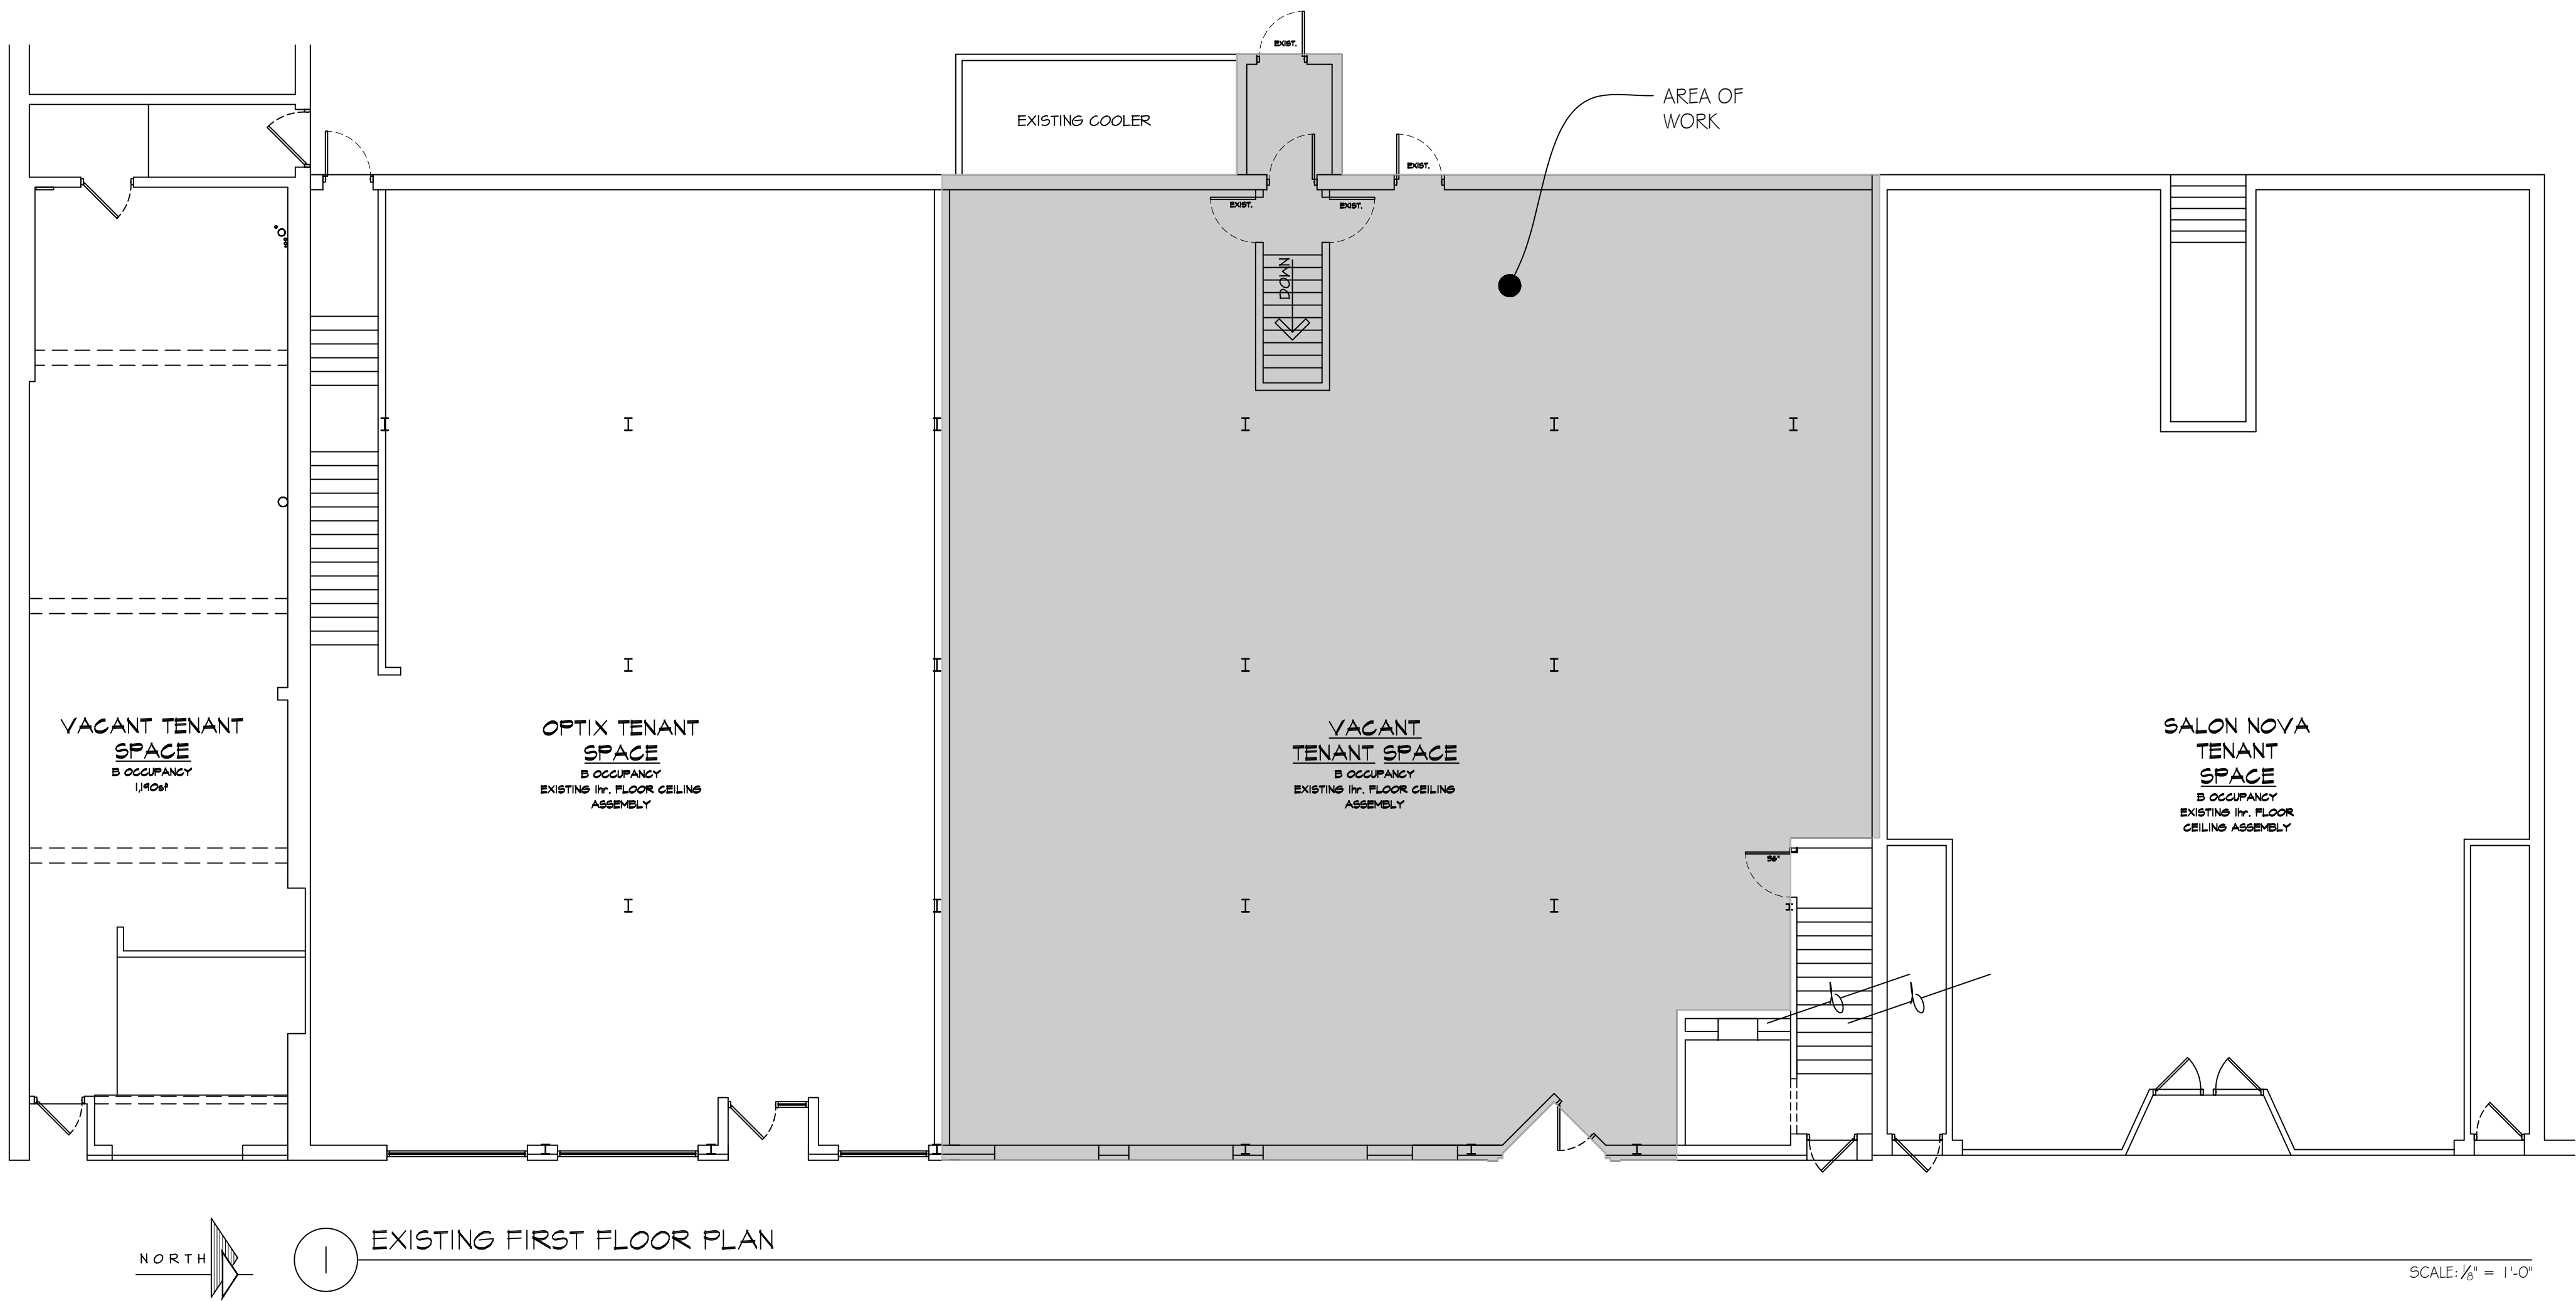 EXIST.
AREA OF
WORK
EXISTING COOLER
EXIST.
EXIST.
EXIST.
DOWN
VACANT TENANT
SPACE
B OCCUPANCY
1,190sf
OPTIX TENANT
SPACE
B OCCUPANCY
EXISTING 1hr. FLOOR CEILING
ASSEMBLY
VACANT
TENANT SPACE
B OCCUPANCY
EXISTING 1hr. FLOOR CEILING
ASSEMBLY
SALON NOVA
TENANT
SPACE
B OCCUPANCY
EXISTING 1hr. FLOOR
CEILING ASSEMBLY
36"
NORTH
1
EXISTING FIRST FLOOR PLAN
SCALE: 1/8" = 1'-0"